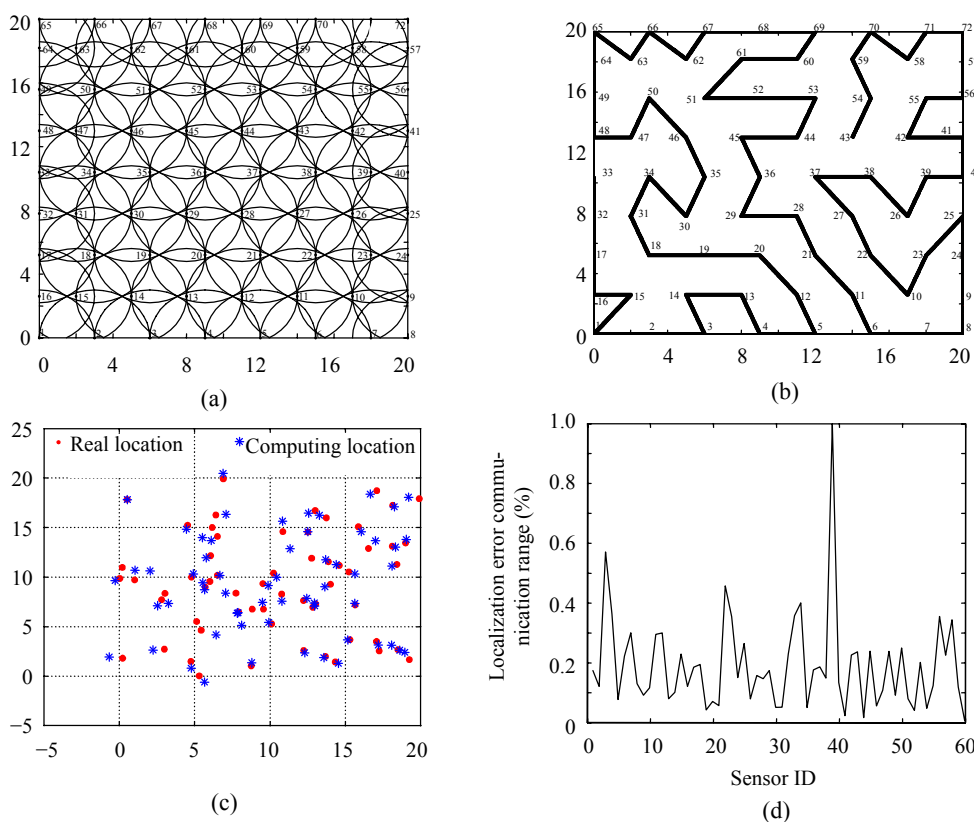 20
16
12
8
4
0
65 66 67 68 69 70 72
64 63 62 61 60 59 58 57
50 51 52 53 54 55 56
48 47 46 45 44 43 42 41
34 35 36 37 38 39 40
32 31 30 29 28 27 26 25
18 19 20 21 22 23 24
16 15 14 13 12 11 10 9
2 3 4 5 6 7 8
0 4 8 12 16 20
(a)
20
16
12
8
4
0
65 66 67 68 69 70 71 72
64 63 62 61 60 59 58
49 50 51 52 53 54 55 56
48 47 46 45 44 43 42 41
33 34 35 36 37 38 39
32 31 30 29 28 27 26 25
17 18 19 20 21 22 23 24
16 15 14 13 12 11 10 9
2 3 4 5 6 7 8
0 4 8 12 16 20
(b)
25
20
15
10
5
0
−5
Real location
Computing location
−5 0 5 10 15 20
(c)
Localization error commu-
nication range (%)
1.0
0.8
0.6
0.4
0.2
0
0 10 20 30 40 50 60
Sensor ID
(d)